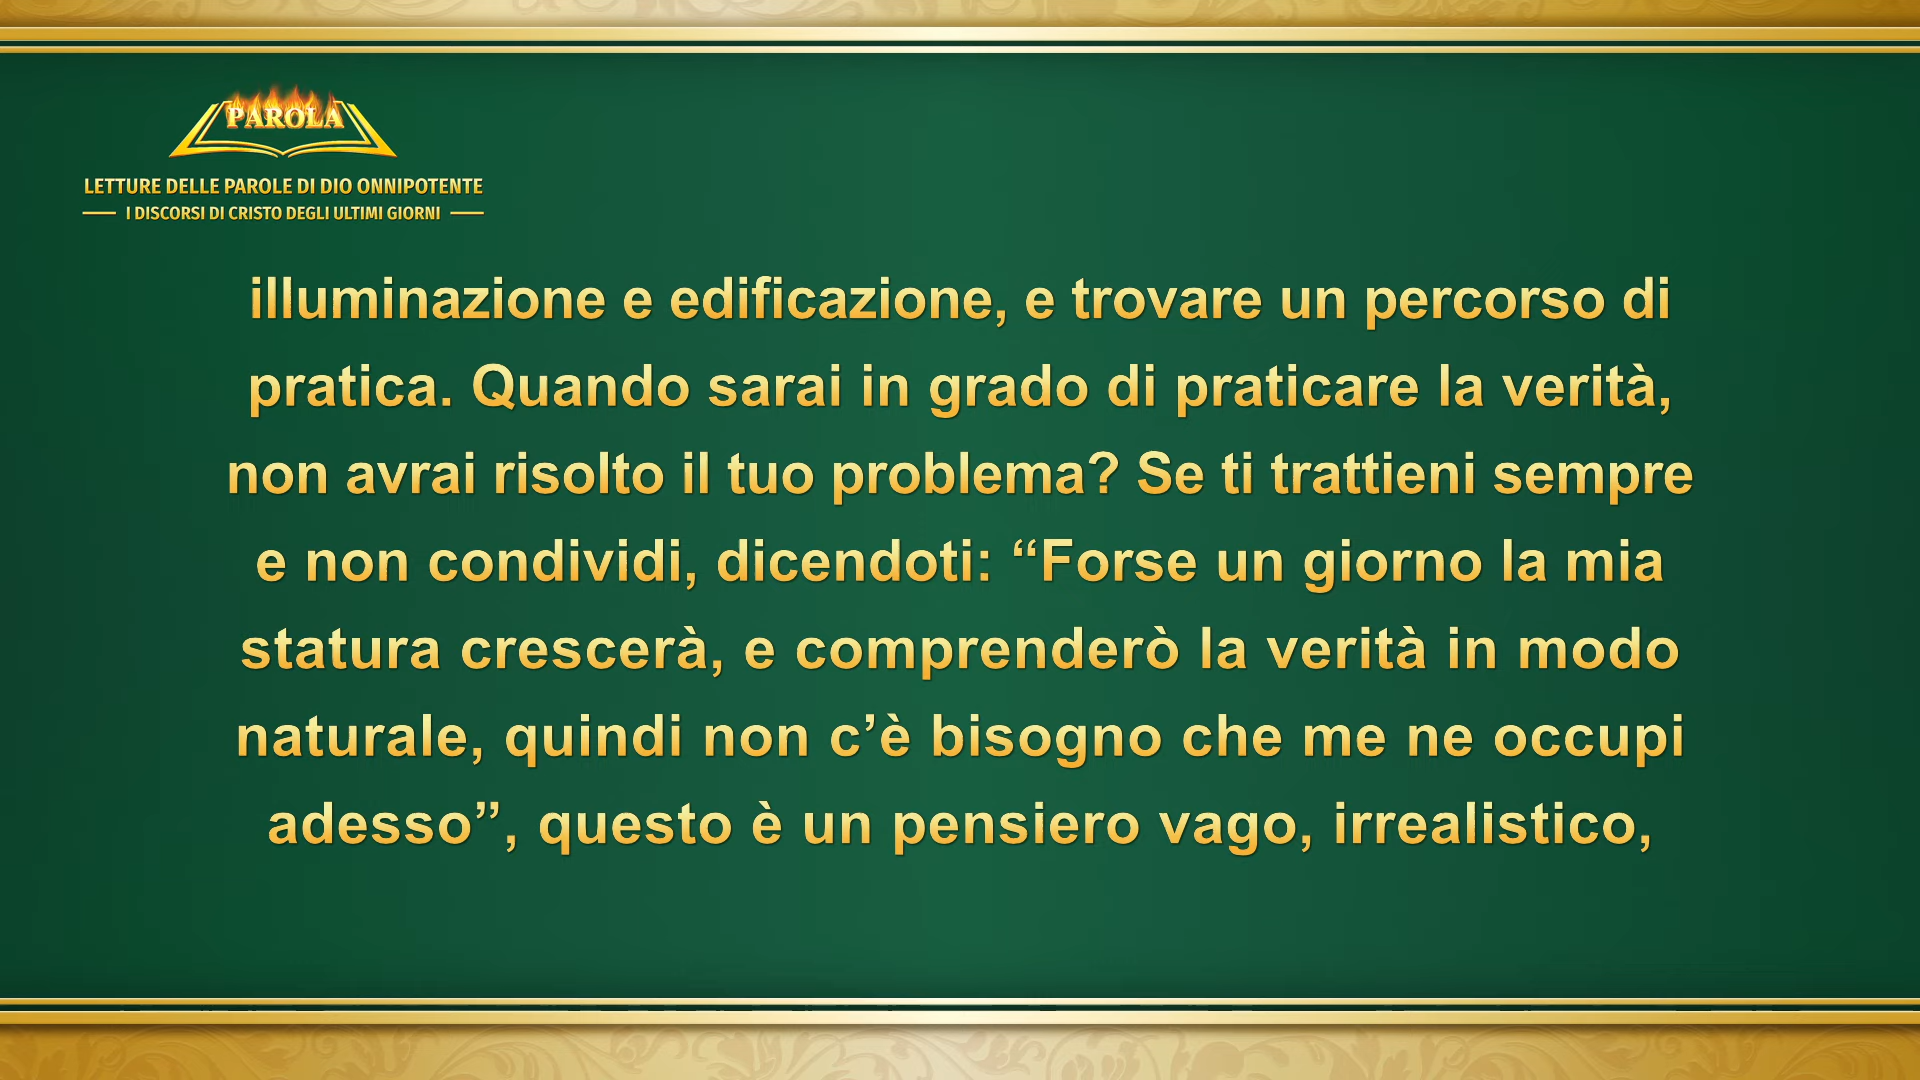 PAROLA
LETTURE DELLE PAROLE DI DIO ONNIPOTENTE
I DISCORSI DI CRISTO DEGLI ULTIMI GIORNI
illuminazione e edificazione, e trovare un percorso di
pratica. Quando sarai in grado di praticare la verità,
non avrai risolto il tuo problema? Se ti trattieni sempre
e non condividi, dicendoti: “Forse un giorno la mia
statura crescerà, e comprenderò la verità in modo
naturale, quindi non c’è bisogno che me ne occupi
adesso”, questo è un pensiero vago, irrealistico,